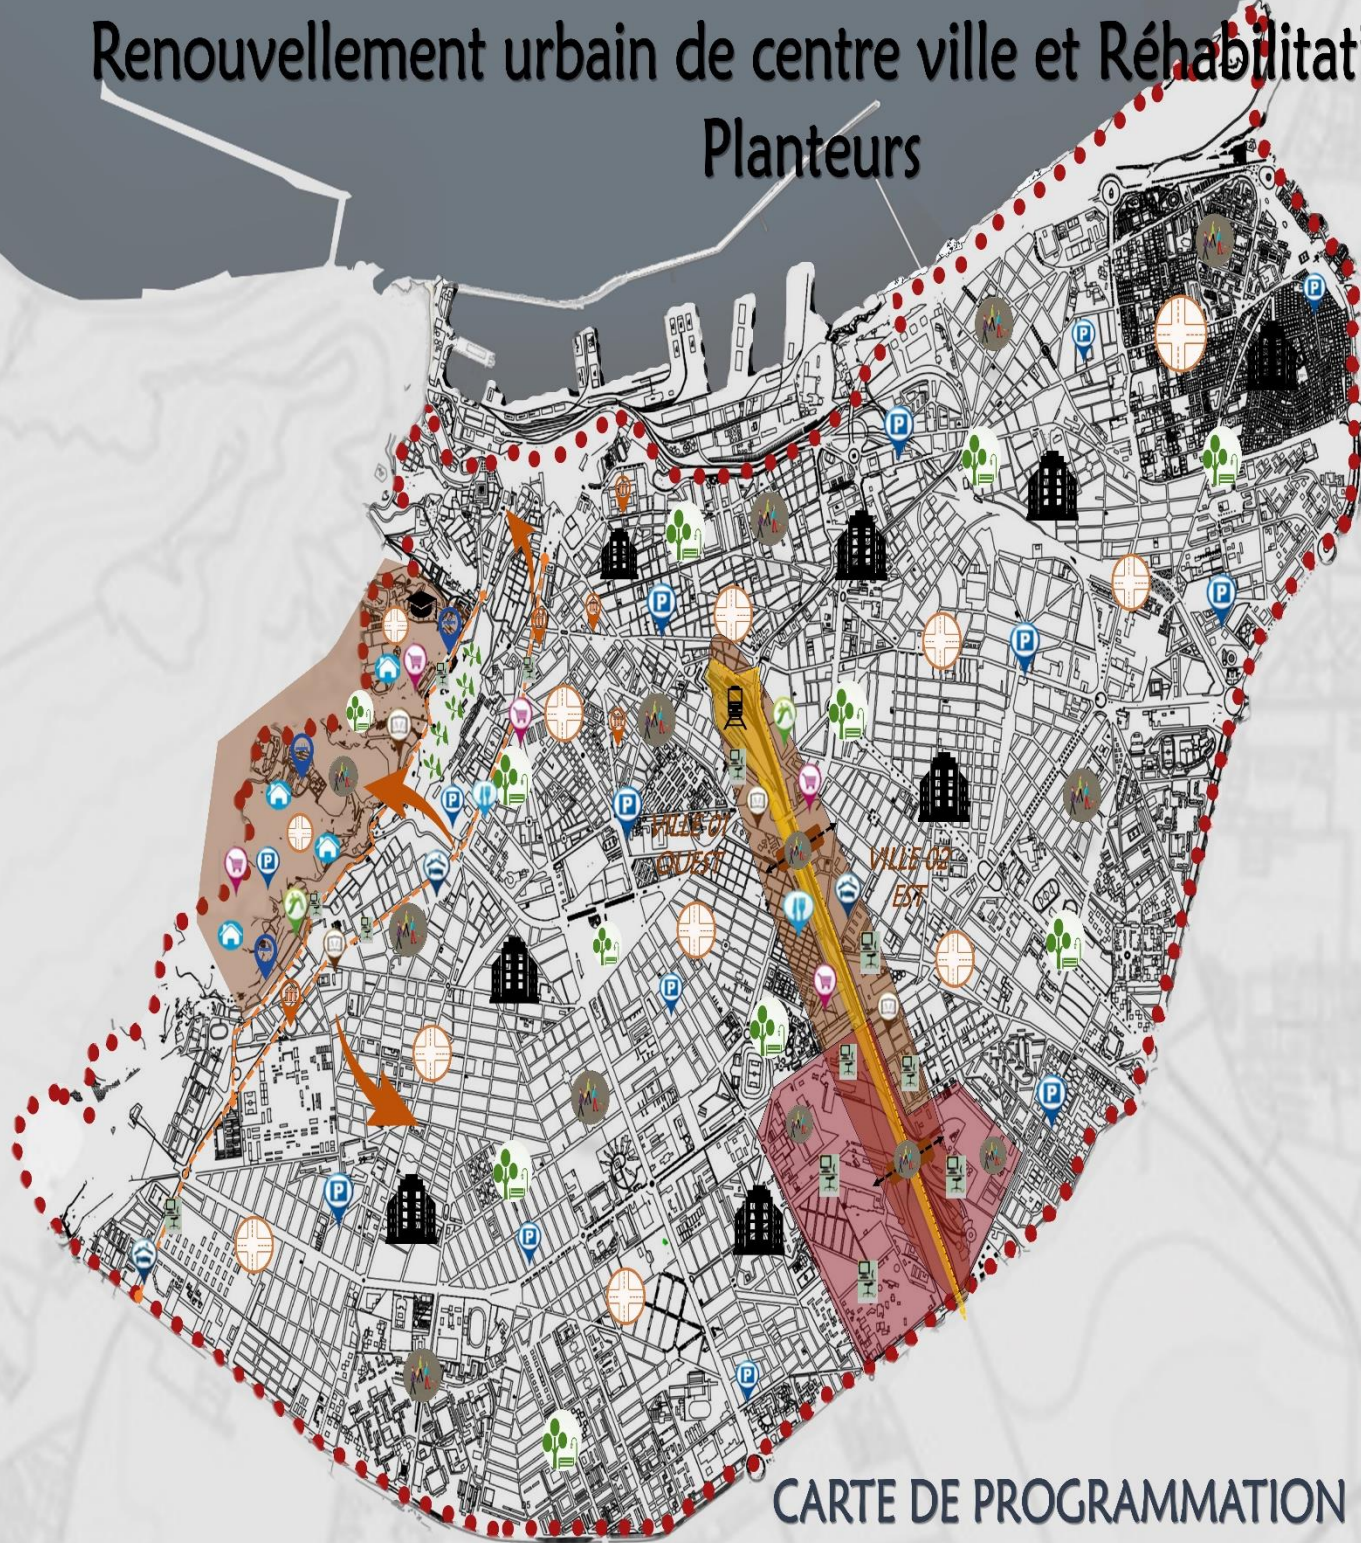 Renouvellement urbain de centre ville et Réhabilitat
Planteurs
VILLE 01
OUEST
VILLE 02
EST
CARTE DE PROGRAMMATION